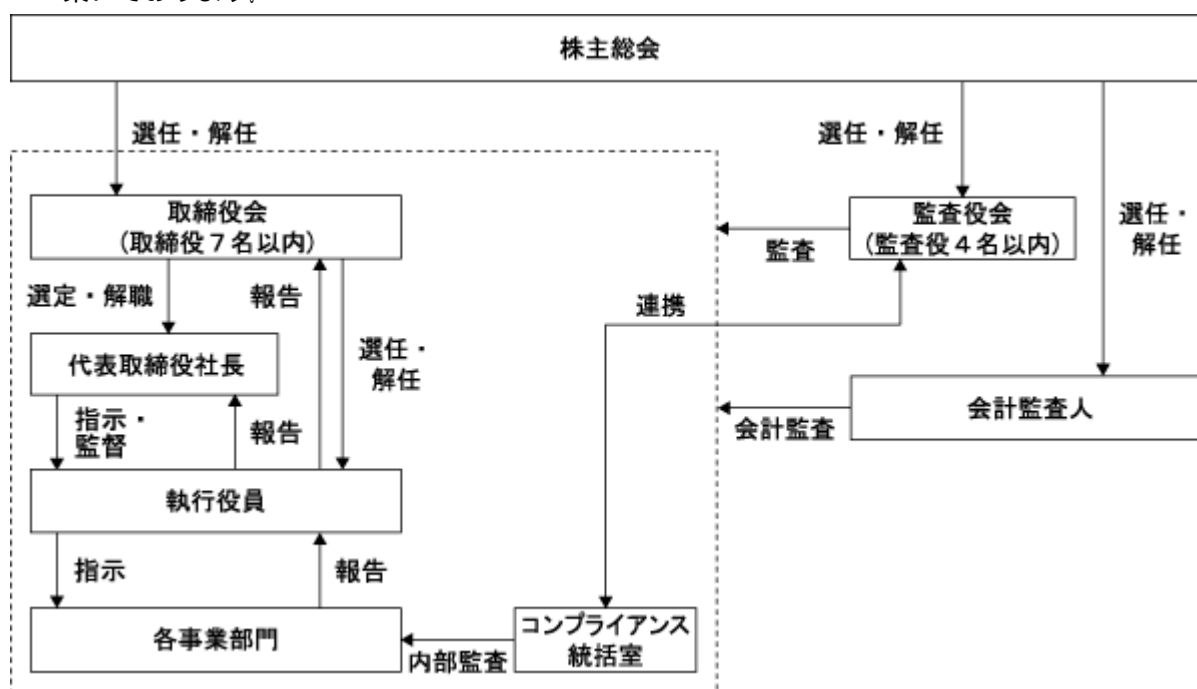 株主総会
選任・解任
選任・解任
選任・
解任
取締役会
（取締役７名以内）
監査役会
（監査役４名以内）
監査
選定・解職
報告
連携
選任・
解任
代表取締役社長
会計監査人
会計監査
指示・
監督
報告
執行役員
指示
報告
各事業部門
内部監査
コンプライアンス
統括室